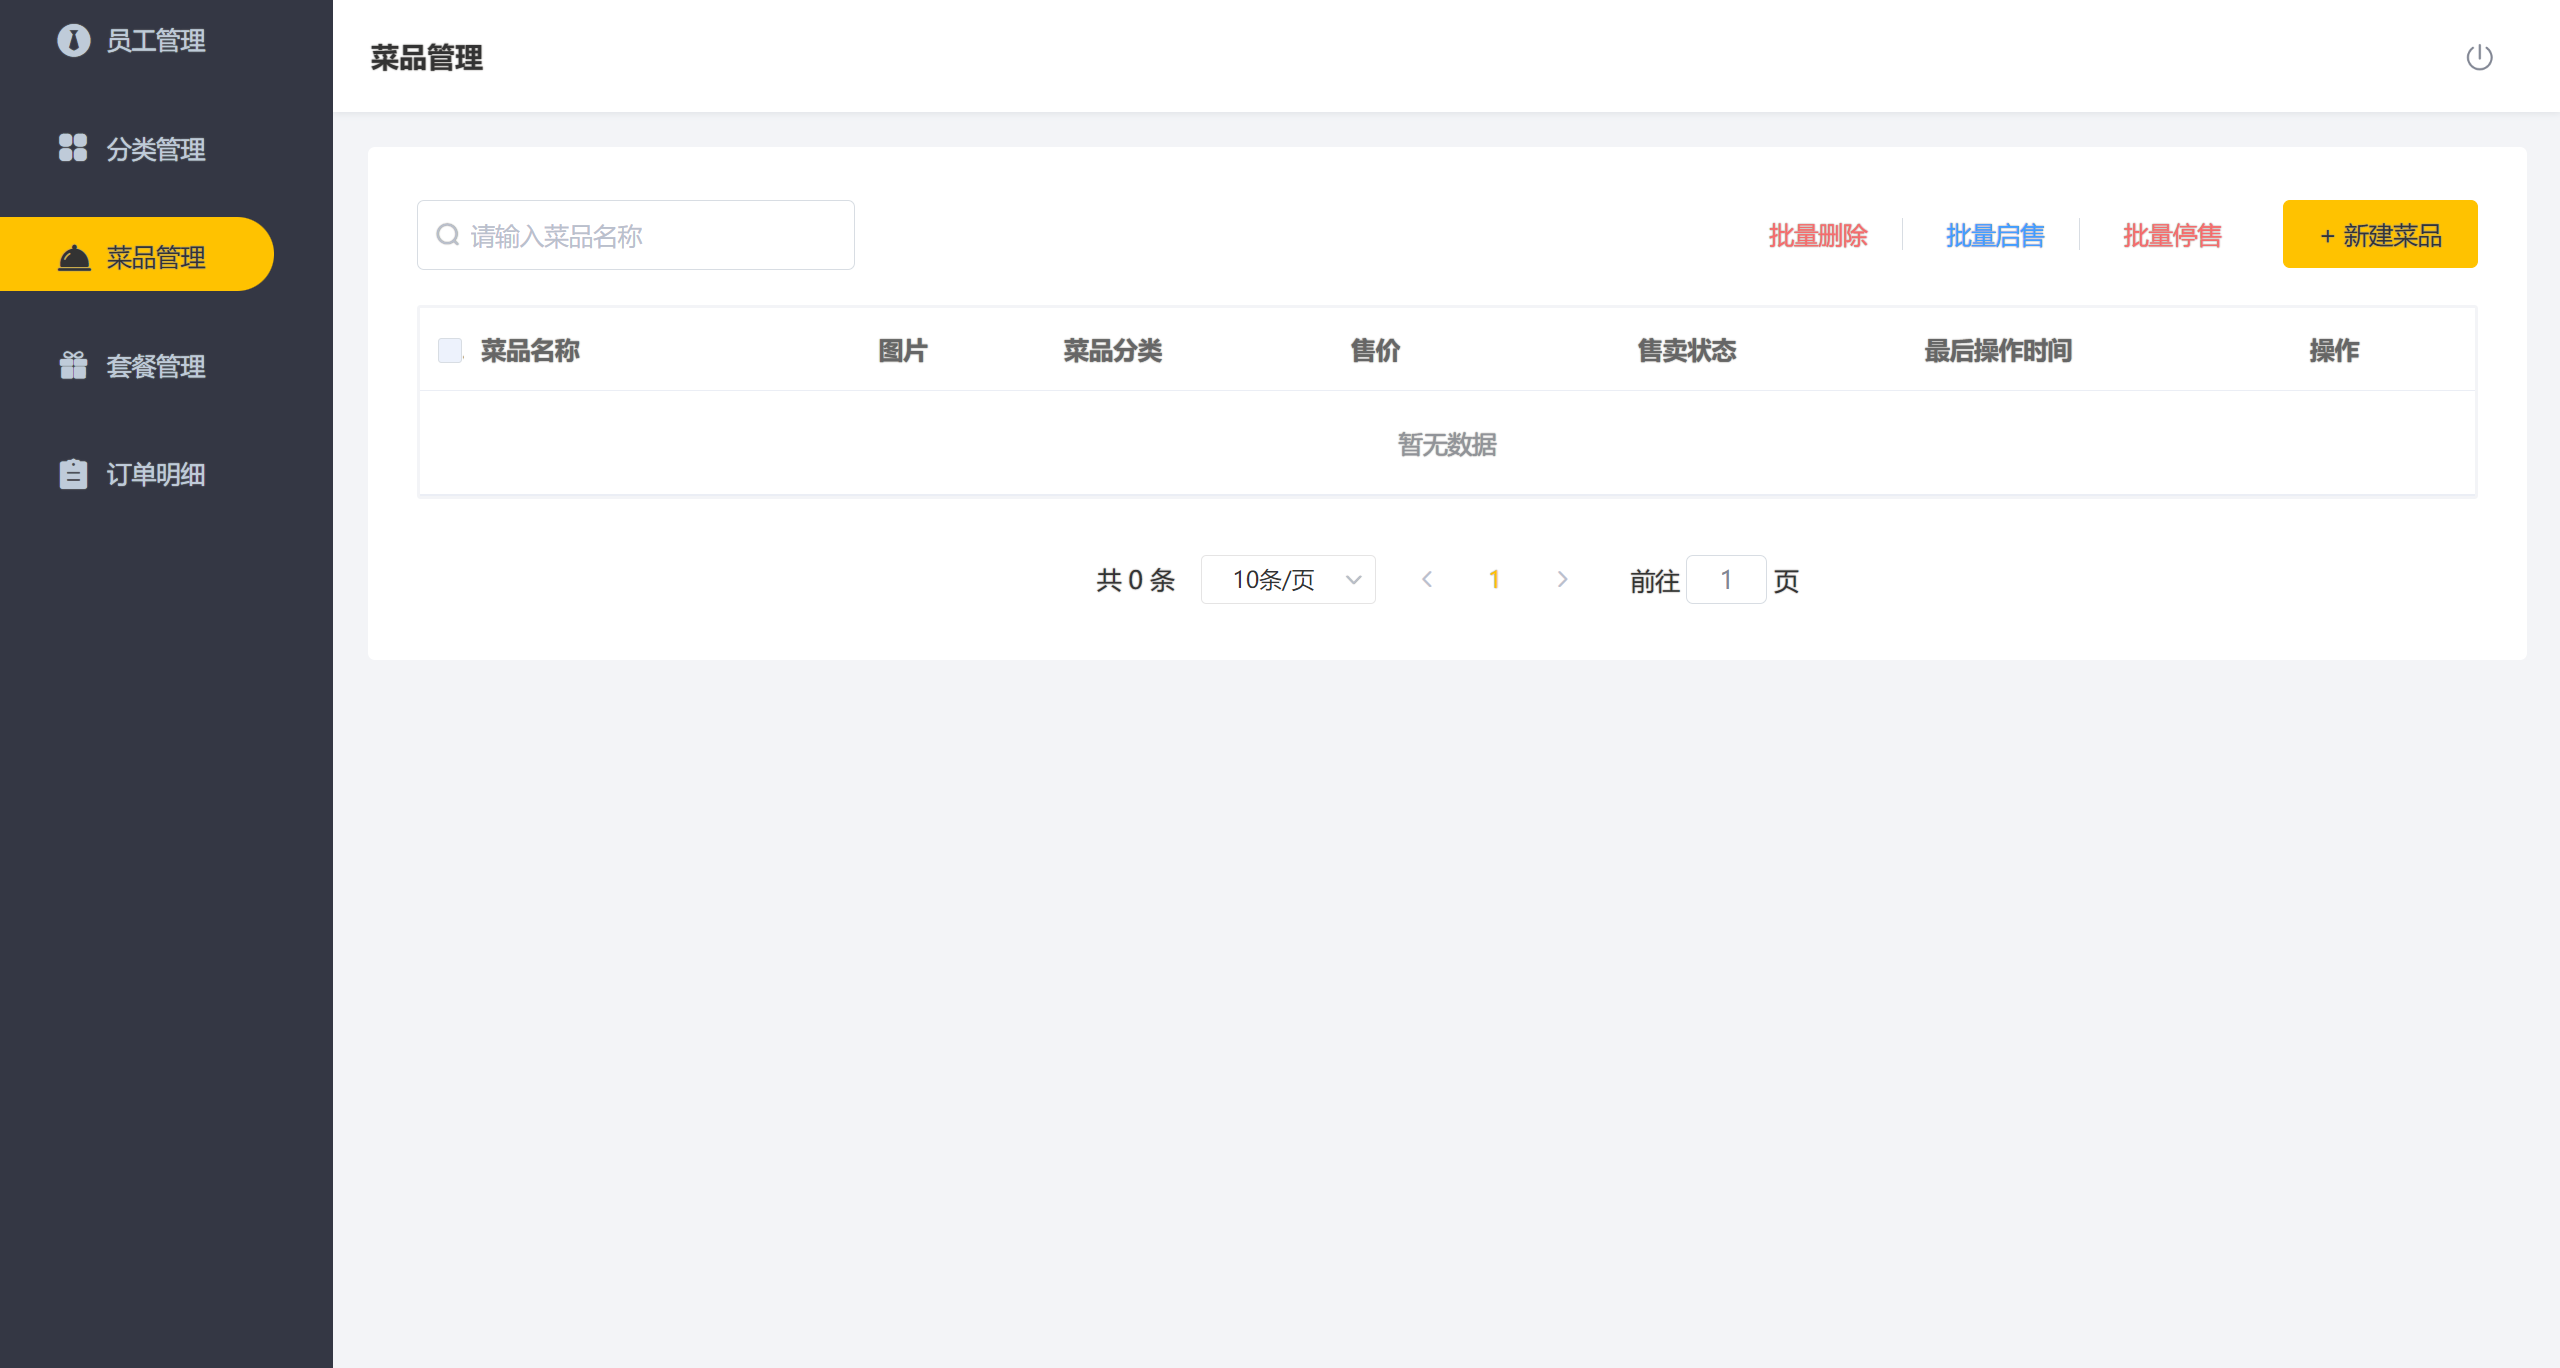 员工管理
分类管理
菜品管理
套餐管理
订单明细
菜品管理
请输入菜品名称
批量删除 批量启售 批量停售 + 新建菜品
菜品名称 图片 菜品分类 售价 售卖状态 最后操作时间 操作
暂无数据
共 0 条 10条/页 1 前往 1 页